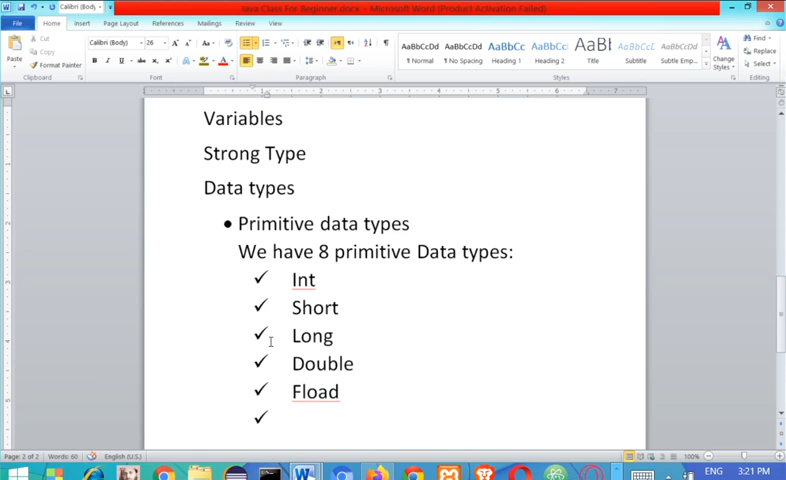 Java Class For Beginner.docx - Microsoft Word (Product Activation Failed)
File Home Insert Page Layout References Mailings Review View
Paste Cut Copy Format Painter Clipboard
Calibri (Body) 26 Font
Paragraph
AaBbCcDd AaBbCcDd AaBbCc AaBbCc AaBb AaBbCcDd AaBbCcDd
¶ Normal ¶ No Spacing Heading 1 Heading 2 Title Subtitle Subtle Emp...
Styles
Change Styles
Find Replace Select Editing
Variables
Strong Type
Data types
• Primitive data types
We have 8 primitive Data types:
✓ Int
✓ Short
✓ Long
✓ Double
✓ Fload
✓
Page: 2 of 2 Words: 60 English (U.S.) 100%
ENG 3:21 PM